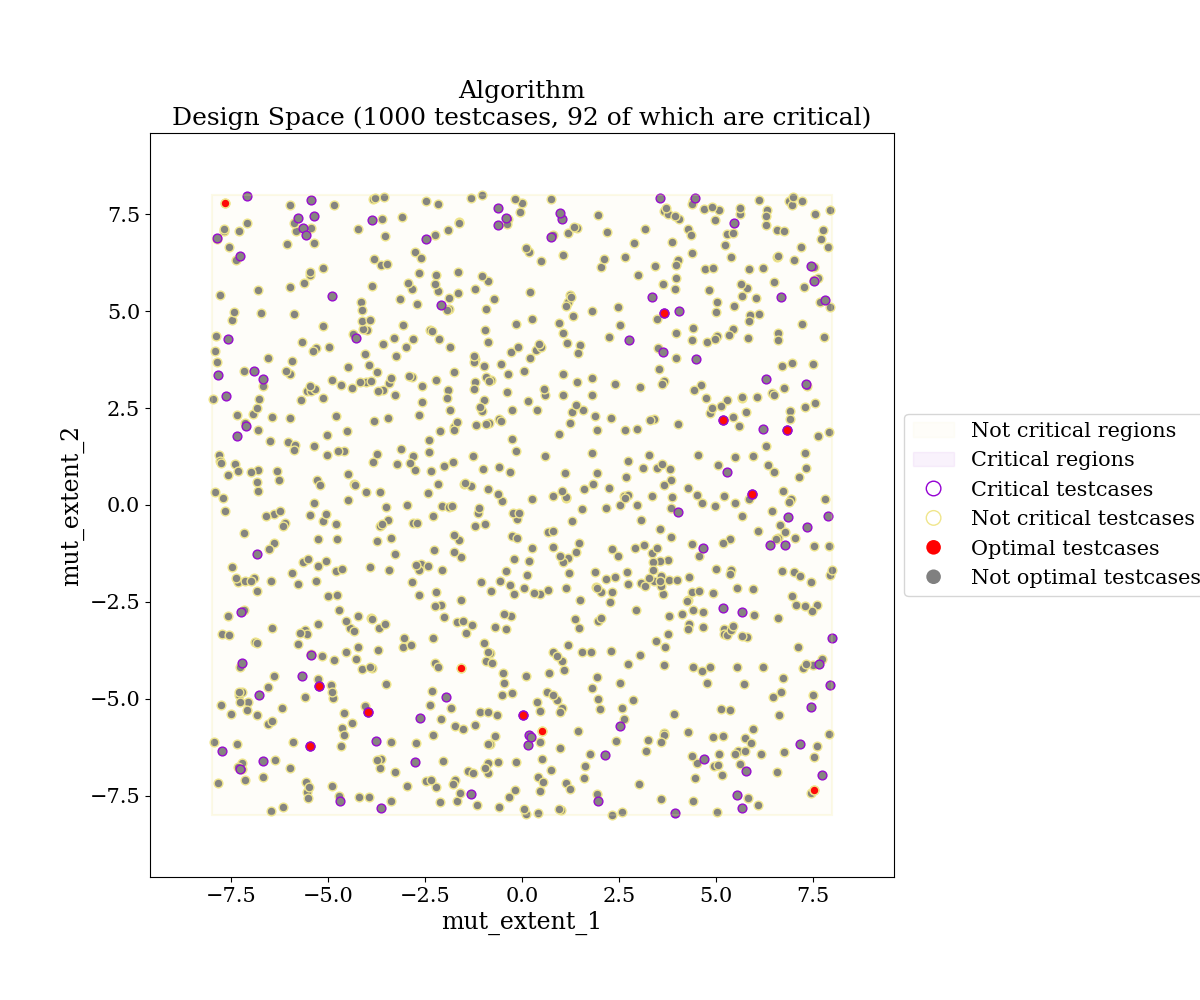 Algorithm
Design Space (1000 testcases, 92 of which are critical)
mut_extent_2
7.5
5.0
2.5
0.0
−2.5
−5.0
−7.5
−7.5
−5.0
−2.5
0.0
2.5
5.0
7.5
mut_extent_1
Not critical regions
Critical regions
Critical testcases
Not critical testcases
Optimal testcases
Not optimal testcases